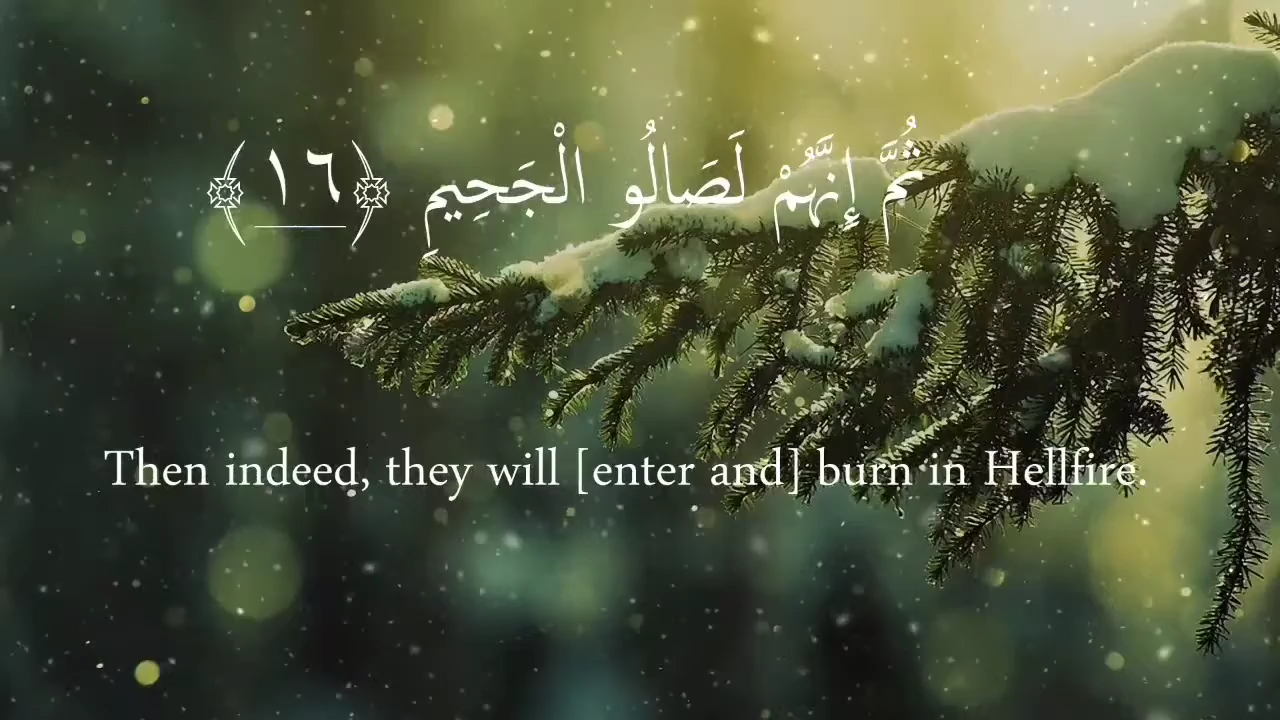 ثُمَّ إِنَّهُمْ لَصَالُو الْجَحِيمِ ﴿١٦﴾
Then indeed, they will [enter and] burn in Hellfire.